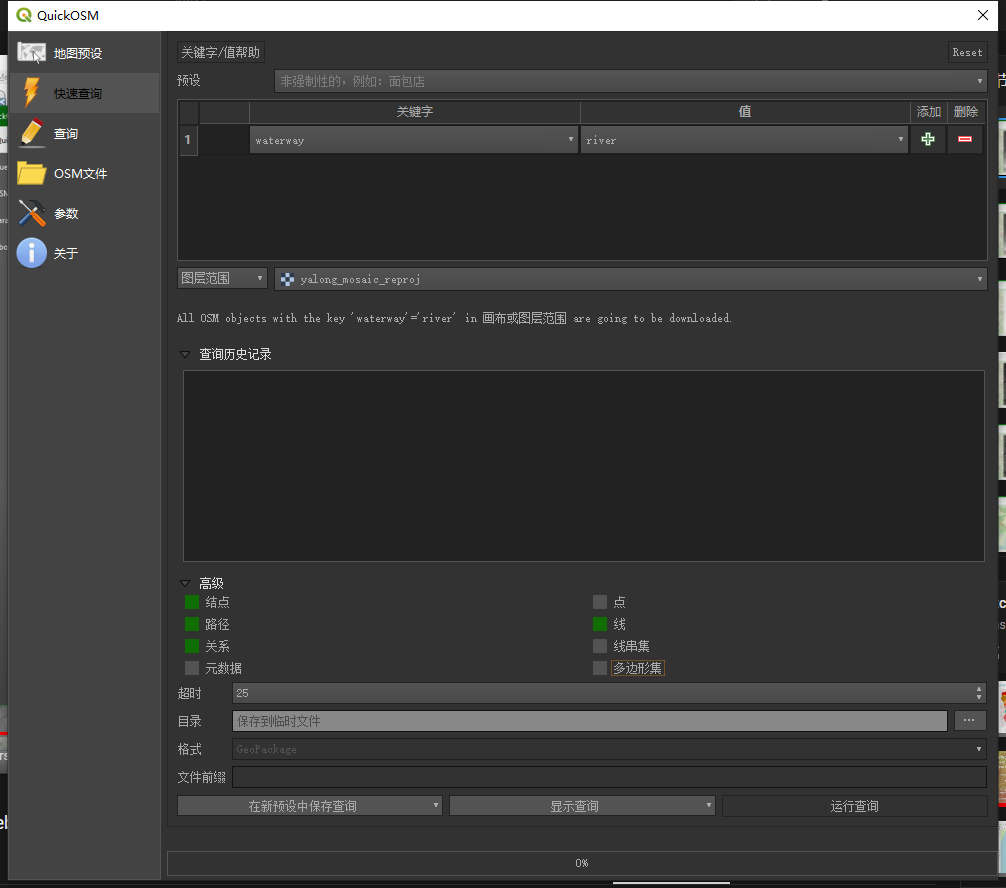 QuickOSM
地图预设
快速查询
查询
OSM文件
参数
关于
关键字/值帮助
Reset
预设
非强制性的，例如：面包店
关键字 值 添加 删除
1 waterway river
图层范围 yalong_mosaic_reproj
All OSM objects with the key 'waterway'='river' in 画布或图层范围 are going to be downloaded.
查询历史记录
高级
结点 点
路径 线
关系 线串集
元数据 多边形集
超时 25
目录 保存到临时文件 ...
格式 GeoPackage
文件前缀
在新预设中保存查询 显示查询 运行查询
0%